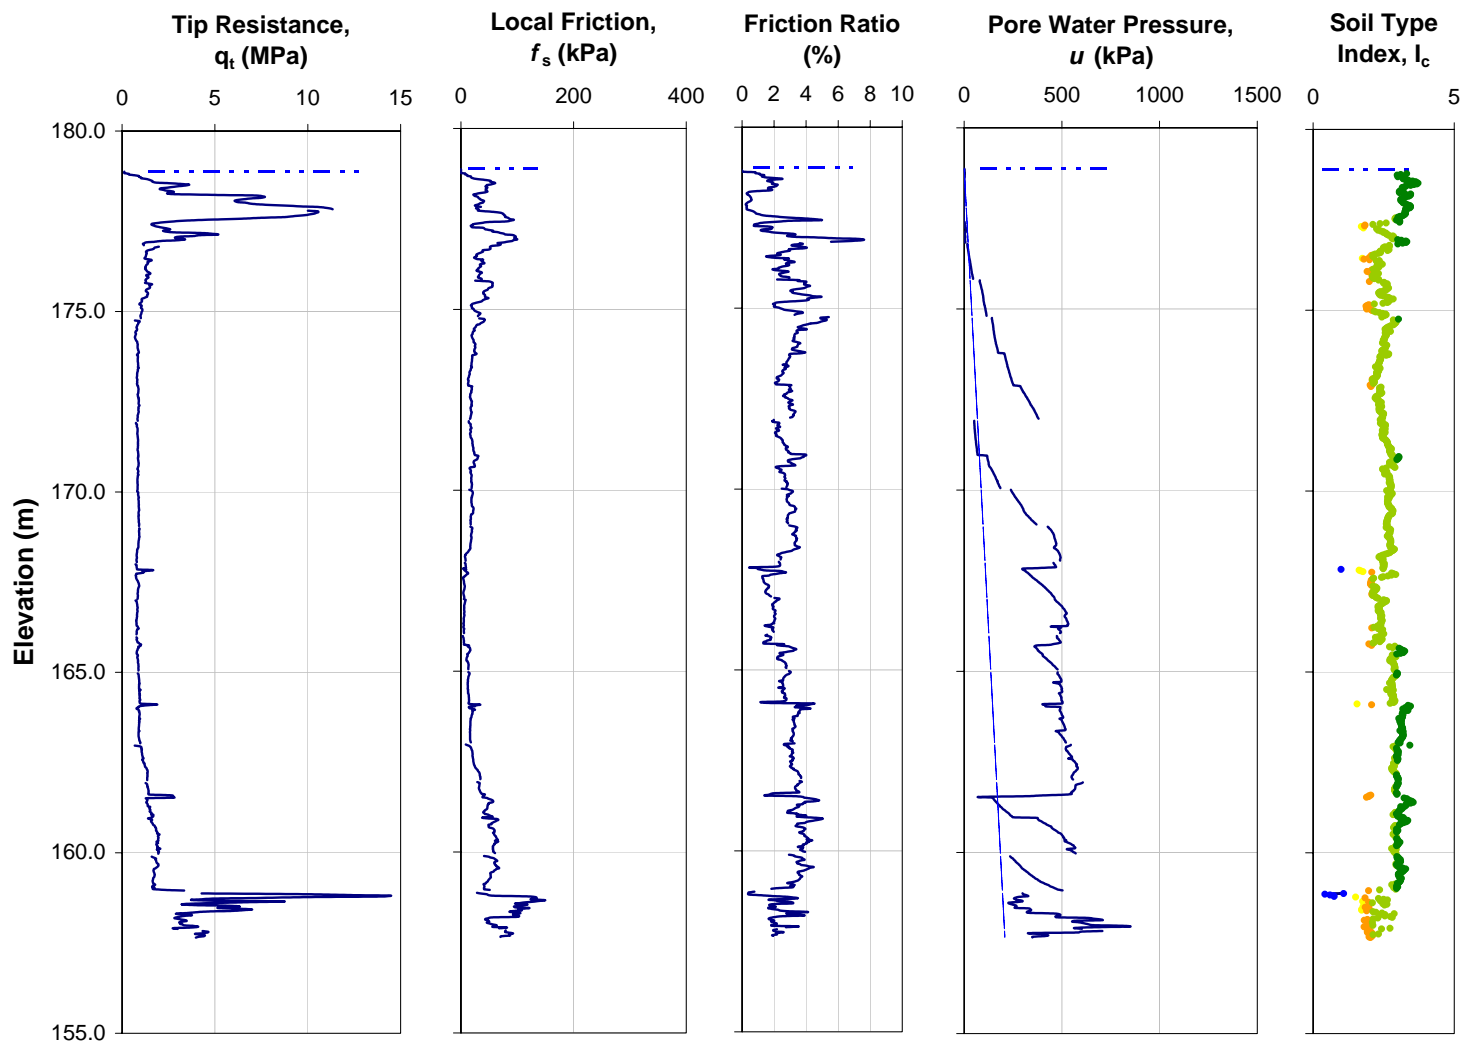 Tip Resistance,
qt (MPa)
Local Friction,
fs (kPa)
Friction Ratio
(%)
Pore Water Pressure,
u (kPa)
Soil Type
Index, Ic
0 5 10 15
0 200 400
0 2 4 6 8 10
0 500 1000 1500
0 5
180.0
175.0
170.0
165.0
160.0
155.0
Elevation (m)